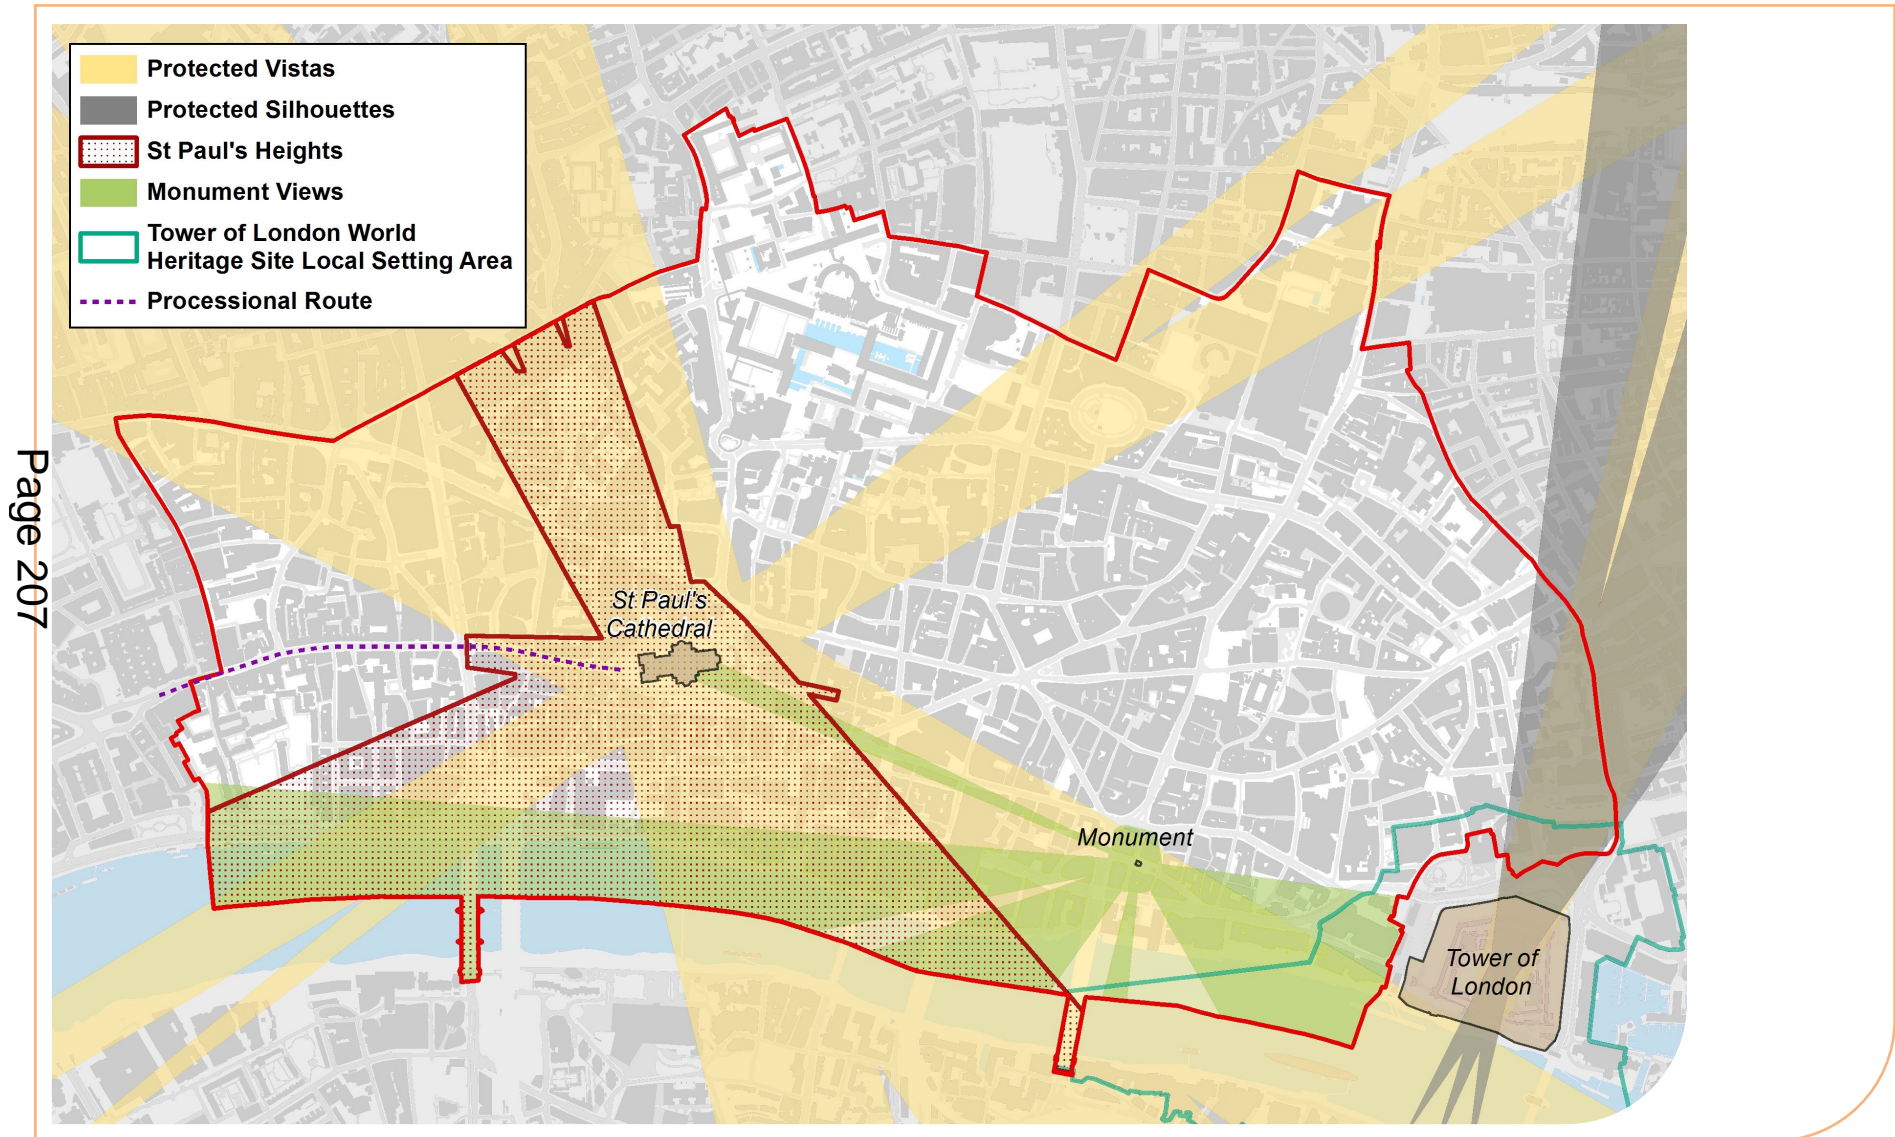 Protected Vistas
Protected Silhouettes
St Paul's Heights
Monument Views
Tower of London World
Heritage Site Local Setting Area
Processional Route
Page 207
St Paul's
Cathedral
Monument
Tower of
London